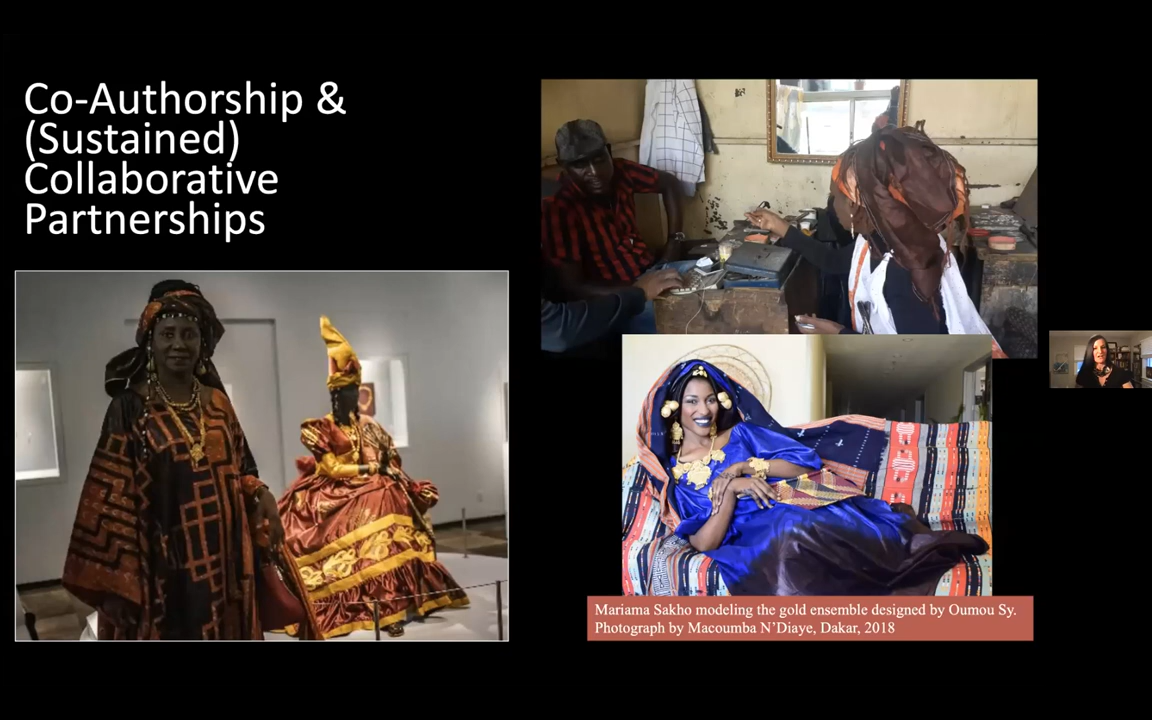 Co-Authorship &
(Sustained)
Collaborative
Partnerships
Mariama Sakho modeling the gold ensemble designed by Oumou Sy.
Photograph by Macoumba N’Diaye, Dakar, 2018